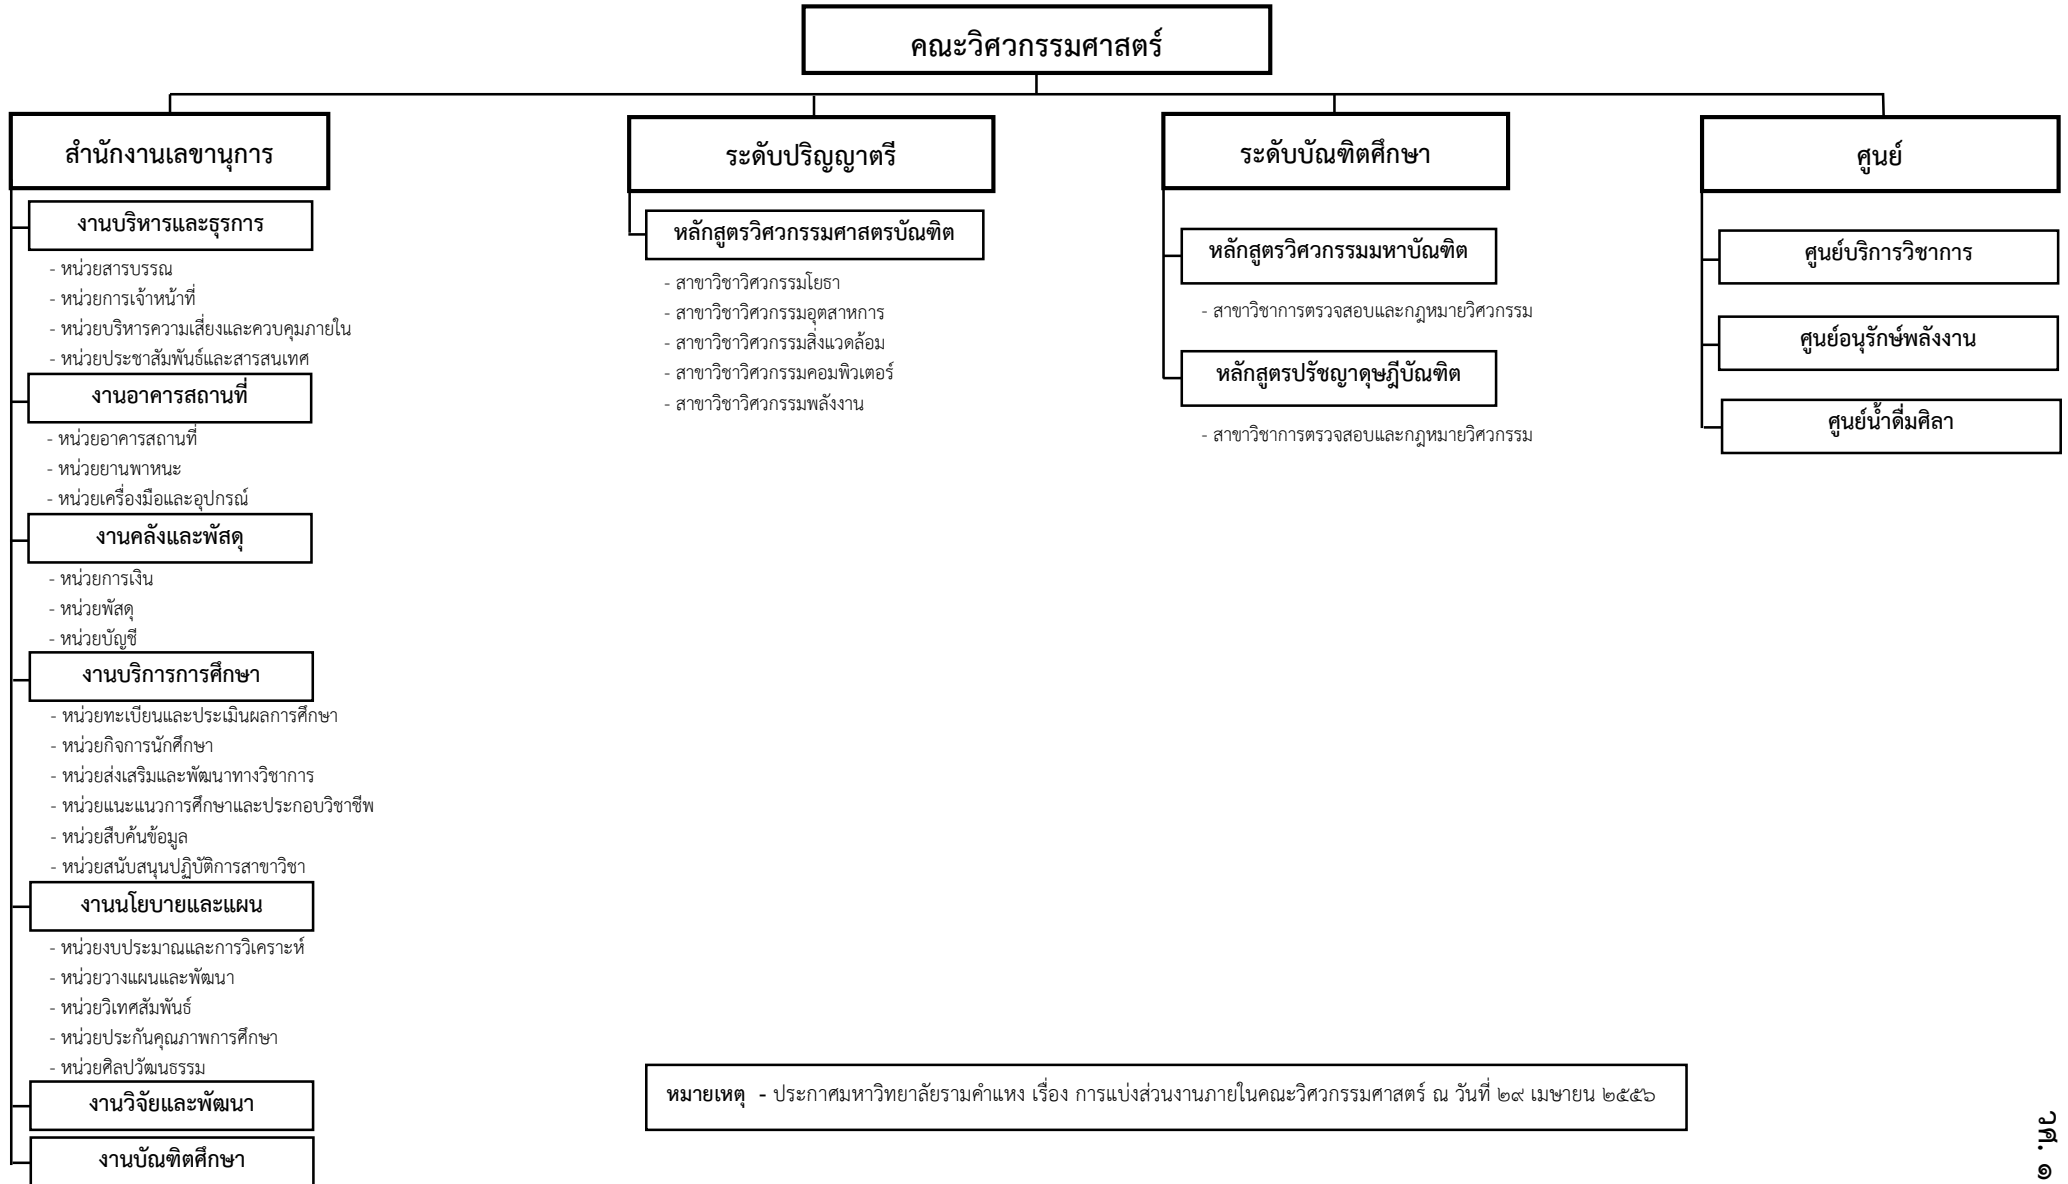 คณะวิศวกรรมศาสตร์
สำนักงานเลขานุการ
งานบริหารและธุรการ
- หน่วยสารบรรณ
- หน่วยการเจ้าหน้าที่
- หน่วยบริหารความเสี่ยงและควบคุมภายใน
- หน่วยประชาสัมพันธ์และสารสนเทศ
งานอาคารสถานที่
- หน่วยอาคารสถานที่
- หน่วยยานพาหนะ
- หน่วยเครื่องมือและอุปกรณ์
งานคลังและพัสดุ
- หน่วยการเงิน
- หน่วยพัสดุ
- หน่วยบัญชี
งานบริการการศึกษา
- หน่วยทะเบียนและประเมินผลการศึกษา
- หน่วยกิจการนักศึกษา
- หน่วยส่งเสริมและพัฒนาทางวิชาการ
- หน่วยแนะแนวการศึกษาและประกอบวิชาชีพ
- หน่วยสืบค้นข้อมูล
- หน่วยสนับสนุนปฏิบัติการสาขาวิชา
งานนโยบายและแผน
- หน่วยงบประมาณและการวิเคราะห์
- หน่วยวางแผนและพัฒนา
- หน่วยวิเทศสัมพันธ์
- หน่วยประกันคุณภาพการศึกษา
- หน่วยศิลปวัฒนธรรม
งานวิจัยและพัฒนา
งานบัณฑิตศึกษา
ระดับปริญญาตรี
หลักสูตรวิศวกรรมศาสตรบัณฑิต
- สาขาวิชาวิศวกรรมโยธา
- สาขาวิชาวิศวกรรมอุตสาหการ
- สาขาวิชาวิศวกรรมสิ่งแวดล้อม
- สาขาวิชาวิศวกรรมคอมพิวเตอร์
- สาขาวิชาวิศวกรรมพลังงาน
ระดับบัณฑิตศึกษา
หลักสูตรวิศวกรรมมหาบัณฑิต
- สาขาวิชาการตรวจสอบและกฎหมายวิศวกรรม
หลักสูตรปรัชญาดุษฎีบัณฑิต
- สาขาวิชาการตรวจสอบและกฎหมายวิศวกรรม
ศูนย์
ศูนย์บริการวิชาการ
ศูนย์อนุรักษ์พลังงาน
ศูนย์น้ำดื่มศิลา
หมายเหตุ - ประกาศมหาวิทยาลัยรามคำแหง เรื่อง การแบ่งส่วนงานภายในคณะวิศวกรรมศาสตร์ ณ วันที่ ๒๙ เมษายน ๒๕๕๖
วศ. ๑